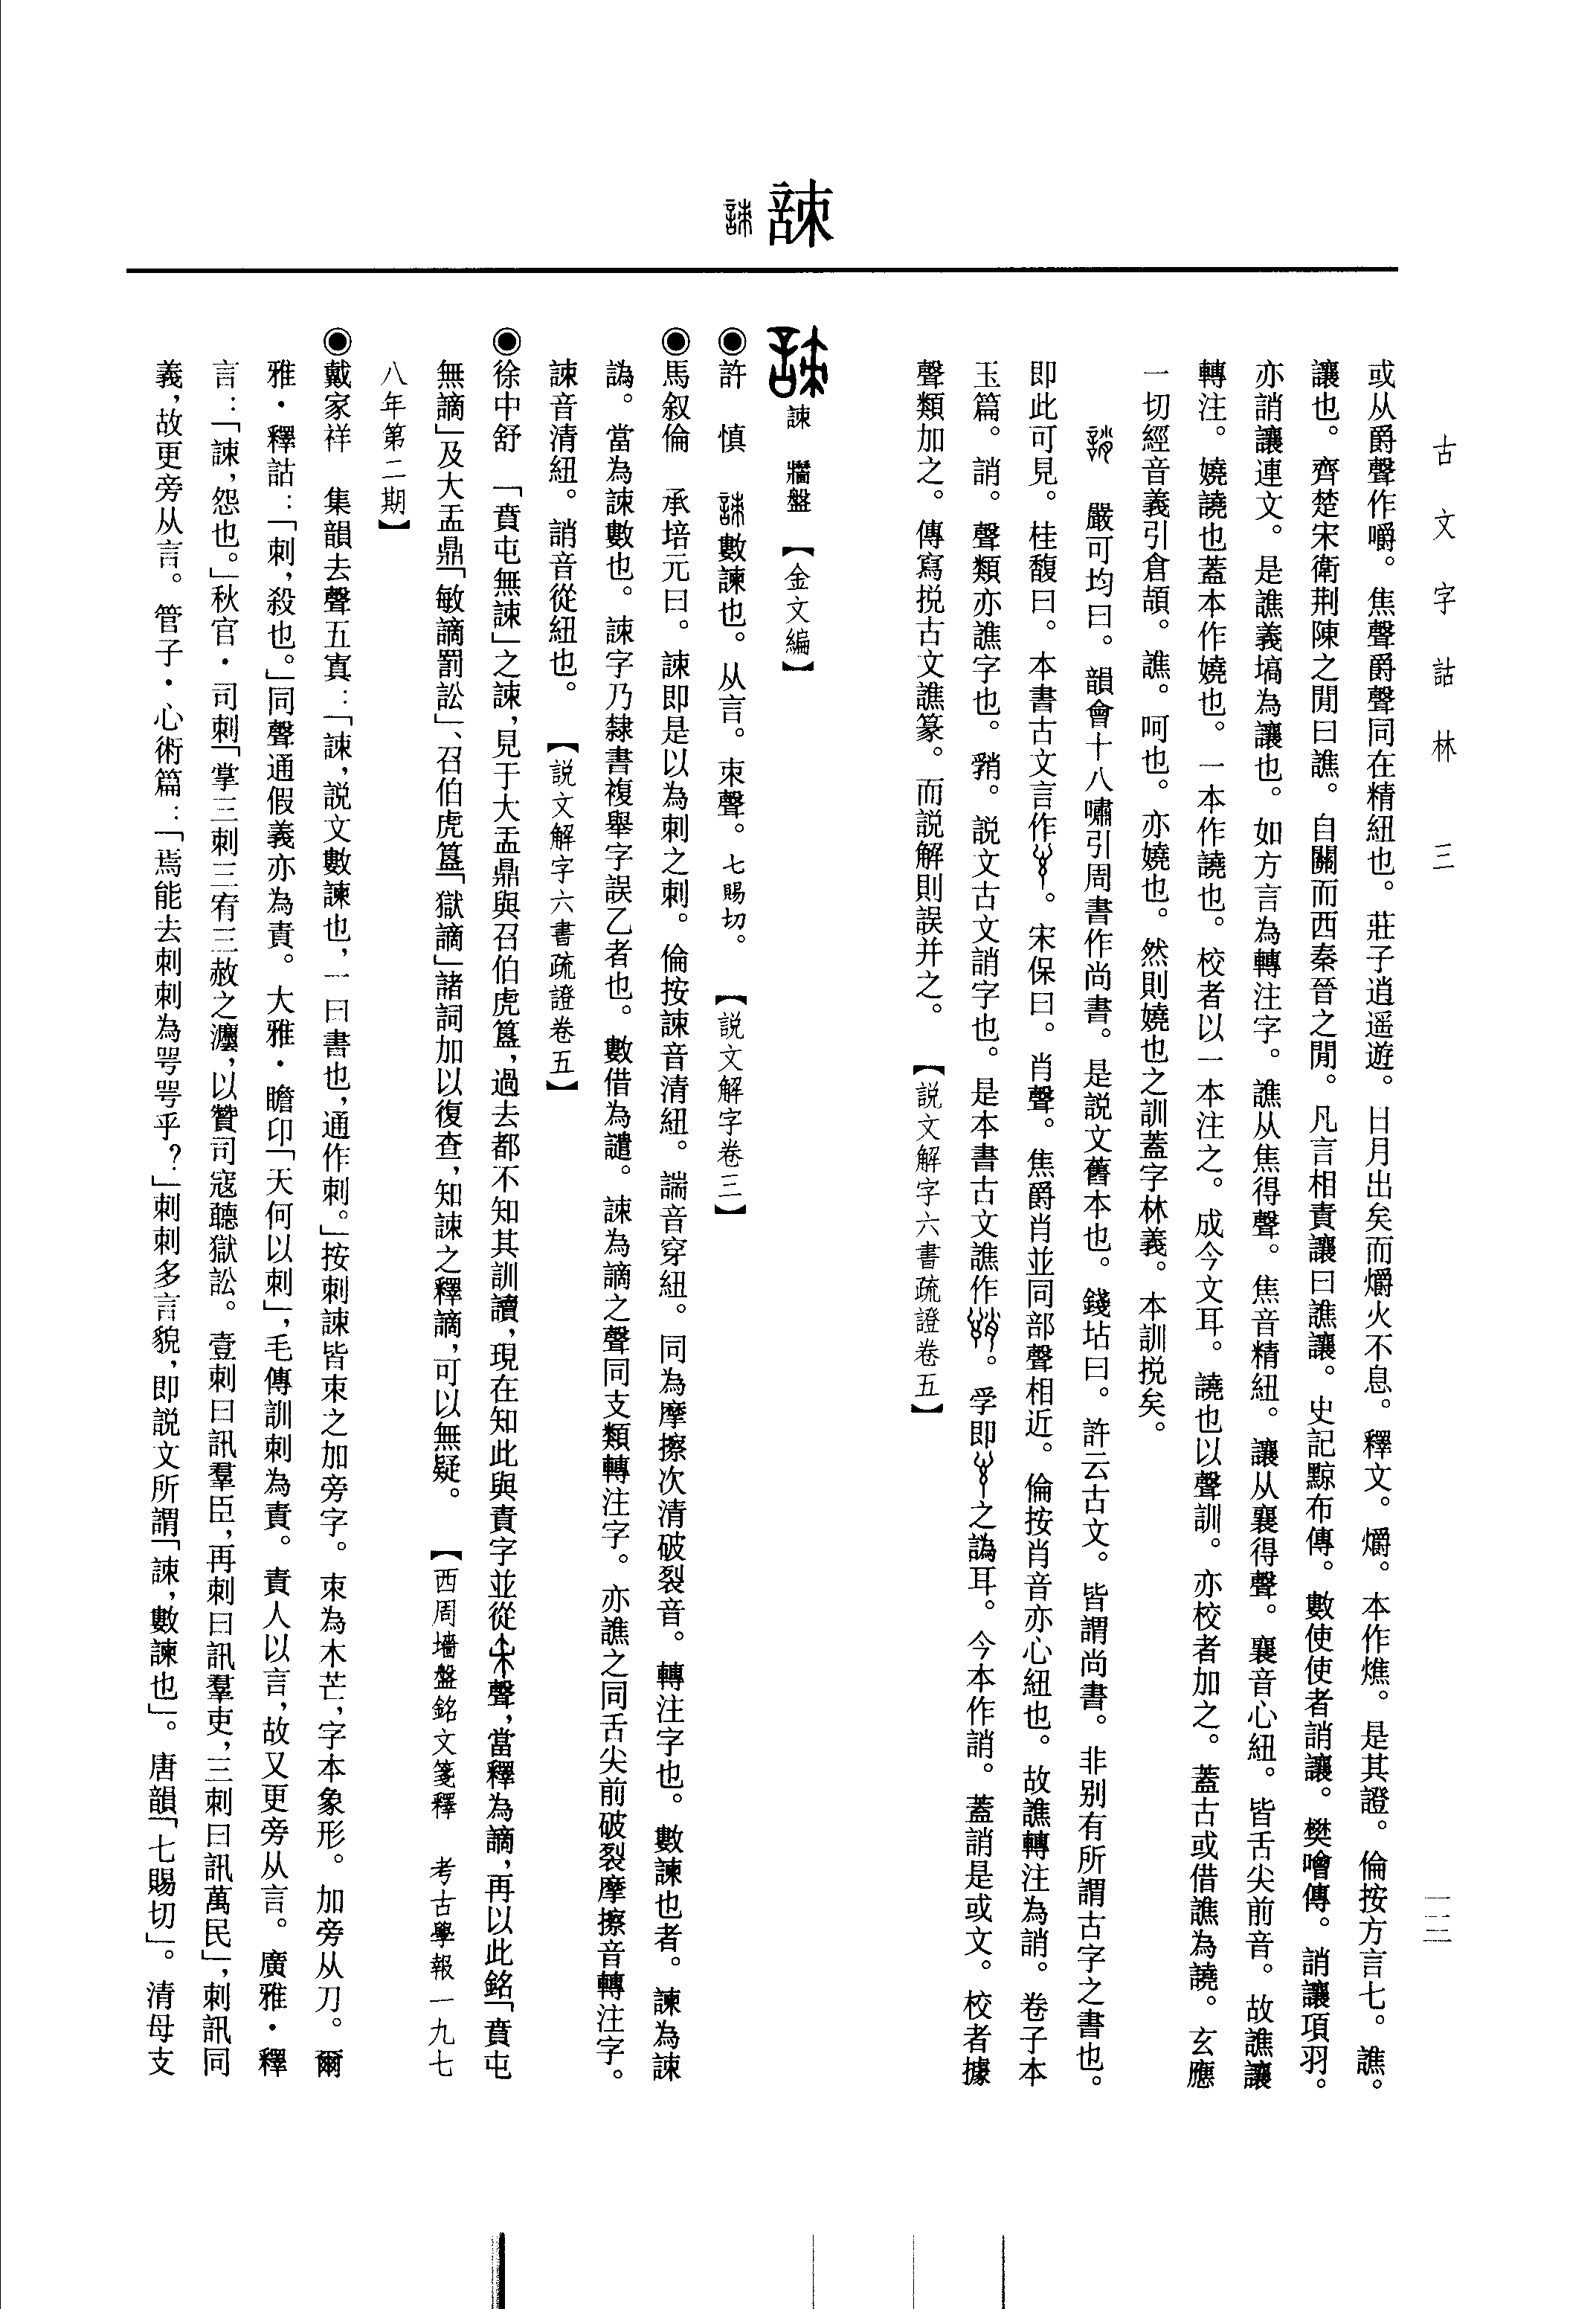 古文字詁林 三
一一二
諫
或从爵聲作嚼。焦聲爵聲同在精紐也。莊子逍遥遊。日月出矣而爝火不息。釋文。爝。本作燋。是其證。倫按方言七。譙。
讓也。齊楚宋衛荆陳之閒曰譙。自關而西秦晉之閒。凡言相責讓曰譙讓。史記黥布傳。數使使者誚讓。樊噲傳。誚讓項羽。
亦誚讓連文。是譙義塙為讓也。如方言為轉注字。譙从焦得聲。焦音精紐。讓从襄得聲。襄音心紐。皆舌尖前音。故譙讓
轉注。嬈譊也蓋本作嬈也。一本作譊也。校者以一本注之。成今文耳。譊也以聲訓。亦校者加之。蓋古或借譙為譊。玄應
一切經音義引倉頡。譙。呵也。亦嬈也。然則嬈也之訓蓋字林義。本訓挩矣。
嚴可均曰。韻會十八嘯引周書作尚書。是説文舊本也。錢坫曰。許云古文。皆謂尚書。非别有所謂古字之書也。
即此可見。桂馥曰。本書古文言作。宋保曰。肖聲。焦爵肖並同部聲相近。倫按肖音亦心紐也。故譙轉注為誚。卷子本
玉篇。誚。聲類亦譙字也。䚱。説文古文誚字也。是本書古文譙作。孚即之譌耳。今本作誚。蓋誚是或文。校者據
聲類加之。傳寫挩古文譙篆。而説解則誤并之。【説文解字六書疏證卷五】
諫 牆盤 【金文編】
◉許 慎 數諫也。从言。朿聲。七賜切。【説文解字卷三】
◉馬叙倫 承培元曰。諫即是以為刺之刺。倫按諫音清紐。諯音穿紐。同為摩擦次清破裂音。轉注字也。數諫也者。諫為諫
譌。當為諫數也。諫字乃隸書複舉字誤乙者也。數借為譴。諫為謫之聲同支類轉注字。亦譙之同舌尖前破裂摩擦音轉注字。
諫音清紐。誚音從紐也。【説文解字六書疏證卷五】
◉徐中舒 「賁屯無諫」之諫，見于大盂鼎與召伯虎簋，過去都不知其訓讀，現在知此與責字並從聲，當釋為謫，再以此銘「賁屯
無謫」及大盂鼎「敏謫罰訟」、召伯虎簋「獄謫」諸詞加以復查，知諫之釋謫，可以無疑。【西周墻盤銘文箋釋 考古學報一九七
八年第二期】
◉戴家祥 集韻去聲五寘：「諫，説文數諫也，一曰書也，通作刺。」按刺諫皆朿之加旁字。朿為木芒，字本象形。加旁从刀。爾
雅・釋詁：「刺，殺也。」同聲通假義亦為責。大雅・瞻卬「天何以刺」，毛傳訓刺為責。責人以言，故又更旁从言。廣雅・釋
言：「諫，怨也。」秋官・司刺「掌三刺三宥三赦之灋，以贊司寇聽獄訟。壹刺曰訊羣臣，再刺曰訊羣吏，三刺曰訊萬民」，刺訊同
義，故更旁从言。管子・心術篇：「焉能去刺刺為咢咢乎？」刺刺多言貌，即説文所謂「諫，數諫也」。唐韻「七賜切」。清母支